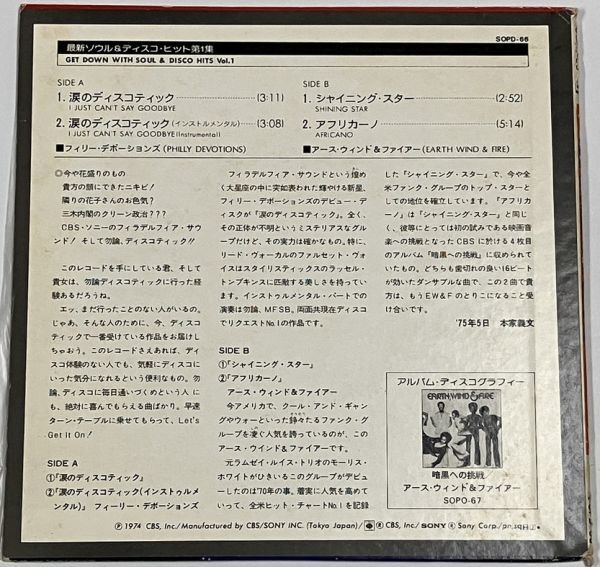 SOPD-66
最新ソウル&ディスコ・ヒット第1集
GET DOWN WITH SOUL & DISCO HITS Vol.1
SIDE A
1. 涙のディスコティック (3:11)
I JUST CAN'T SAY GOODBYE
2. 涙のディスコティック(インストルメンタル) (3:08)
I JUST CAN'T SAY GOODBYE (Instrumental)
■フィリー・デボーションズ(PHILLY DEVOTIONS)
SIDE B
1. シャイニング・スター (2:52)
SHINING STAR
2. アフリカーノ (5:14)
AFRICANO
■アース・ウィンド&ファイアー(EARTH WIND & FIRE)
◎今や花盛りのもの
貴方の顔にできたニキビ!
隣りの花子さんのお色気?
三木内閣のクリーン政治???
CBS・ソニーのフィラデルフィア・サウ
ンド! そして勿論、ディスコティック!!
このレコードを手にしている君、そして
貴女は、勿論ディスコティックに行った経
験あるだろうね。
エッ、まだ行ったことのない人がいるの。
じゃあ、そんな人のために、今、ディスコ
ティックで一番受けている作品をお届けし
ちゃおう。このレコードさえあれば、ディ
スコ体験のない人でも、気軽にディスコに
いった気分になれるという便利なもの。勿
論、ディスコに毎日通いづくめという人に
も、絶対に喜んでもらえる曲ばかり。早速
ターン・テーブルに乗せてもらって、Let's
Get It On!
SIDE A
①「涙のディスコティック」
②「涙のディスコティック(インストゥルメ
ンタル)」 フィーリー・デボーションズ
フィラデルフィア・サウンドという煌め
く大星座の中に突如表われた輝やける新星、
フィリー・デボーションズのデビュー・デ
ィスクが「涙のディスコティック」。全く、
その正体が不明というミステリアスなグル
ープだけど、その実力は確かなもの。特に、
リード・ヴォーカルのファルセット・ヴォ
イスはスタイリスティックスのラッセル・
トンプキンスに匹敵する美しさを持ってい
ます。インストゥルメンタル・パートでの
演奏は勿論、MFSB。両面共現在ディスコ
でリクエストNo.1の作品です。
SIDE B
①「シャイニング・スター」
②「アフリカーノ」
アース・ウィンド&ファイアー
今アメリカで、クール・アンド・ギャン
グやウォーといった錚々たるファンク・グ
ループを凌ぐ人気を誇っているのが、この
アース・ウインド&ファイアーです。
元ラムゼイ・ルイス・トリオのモーリス・
ホワイトがひきいるこのグループがデビュ
ーしたのは'70年の事。着実に人気を高めて
いって、全米ヒット・チャートNo.1を記録
した「シャイニング・スター」で、今や全
米ファンク・グループのトップ・スターと
しての地位を確立しています。「アフリカ
ーノ」は「シャイニング・スター」と同じ
く、彼等にとっては初の試みである映画音
楽への挑戦となったCBSに於ける4枚目
のアルバム「暗黒への挑戦」に収められて
いたもの。どちらも歯切れの良い16ビート
が効いたダンサブルな曲で、この2曲で貴
方は、もうEW&Fのとりこになること受
け合いです。
'75年5日 本家義文
アルバム・ディスコグラフィー
EARTH, WIND & FIRE
暗黒への挑戦
アース・ウィンド&ファイアー
SOPO-67
Ⓟ 1974 CBS, Inc./Manufactured by CBS/SONY INC. (Tokyo Japan)/ CBS, Inc./ SONY Sony Corp./